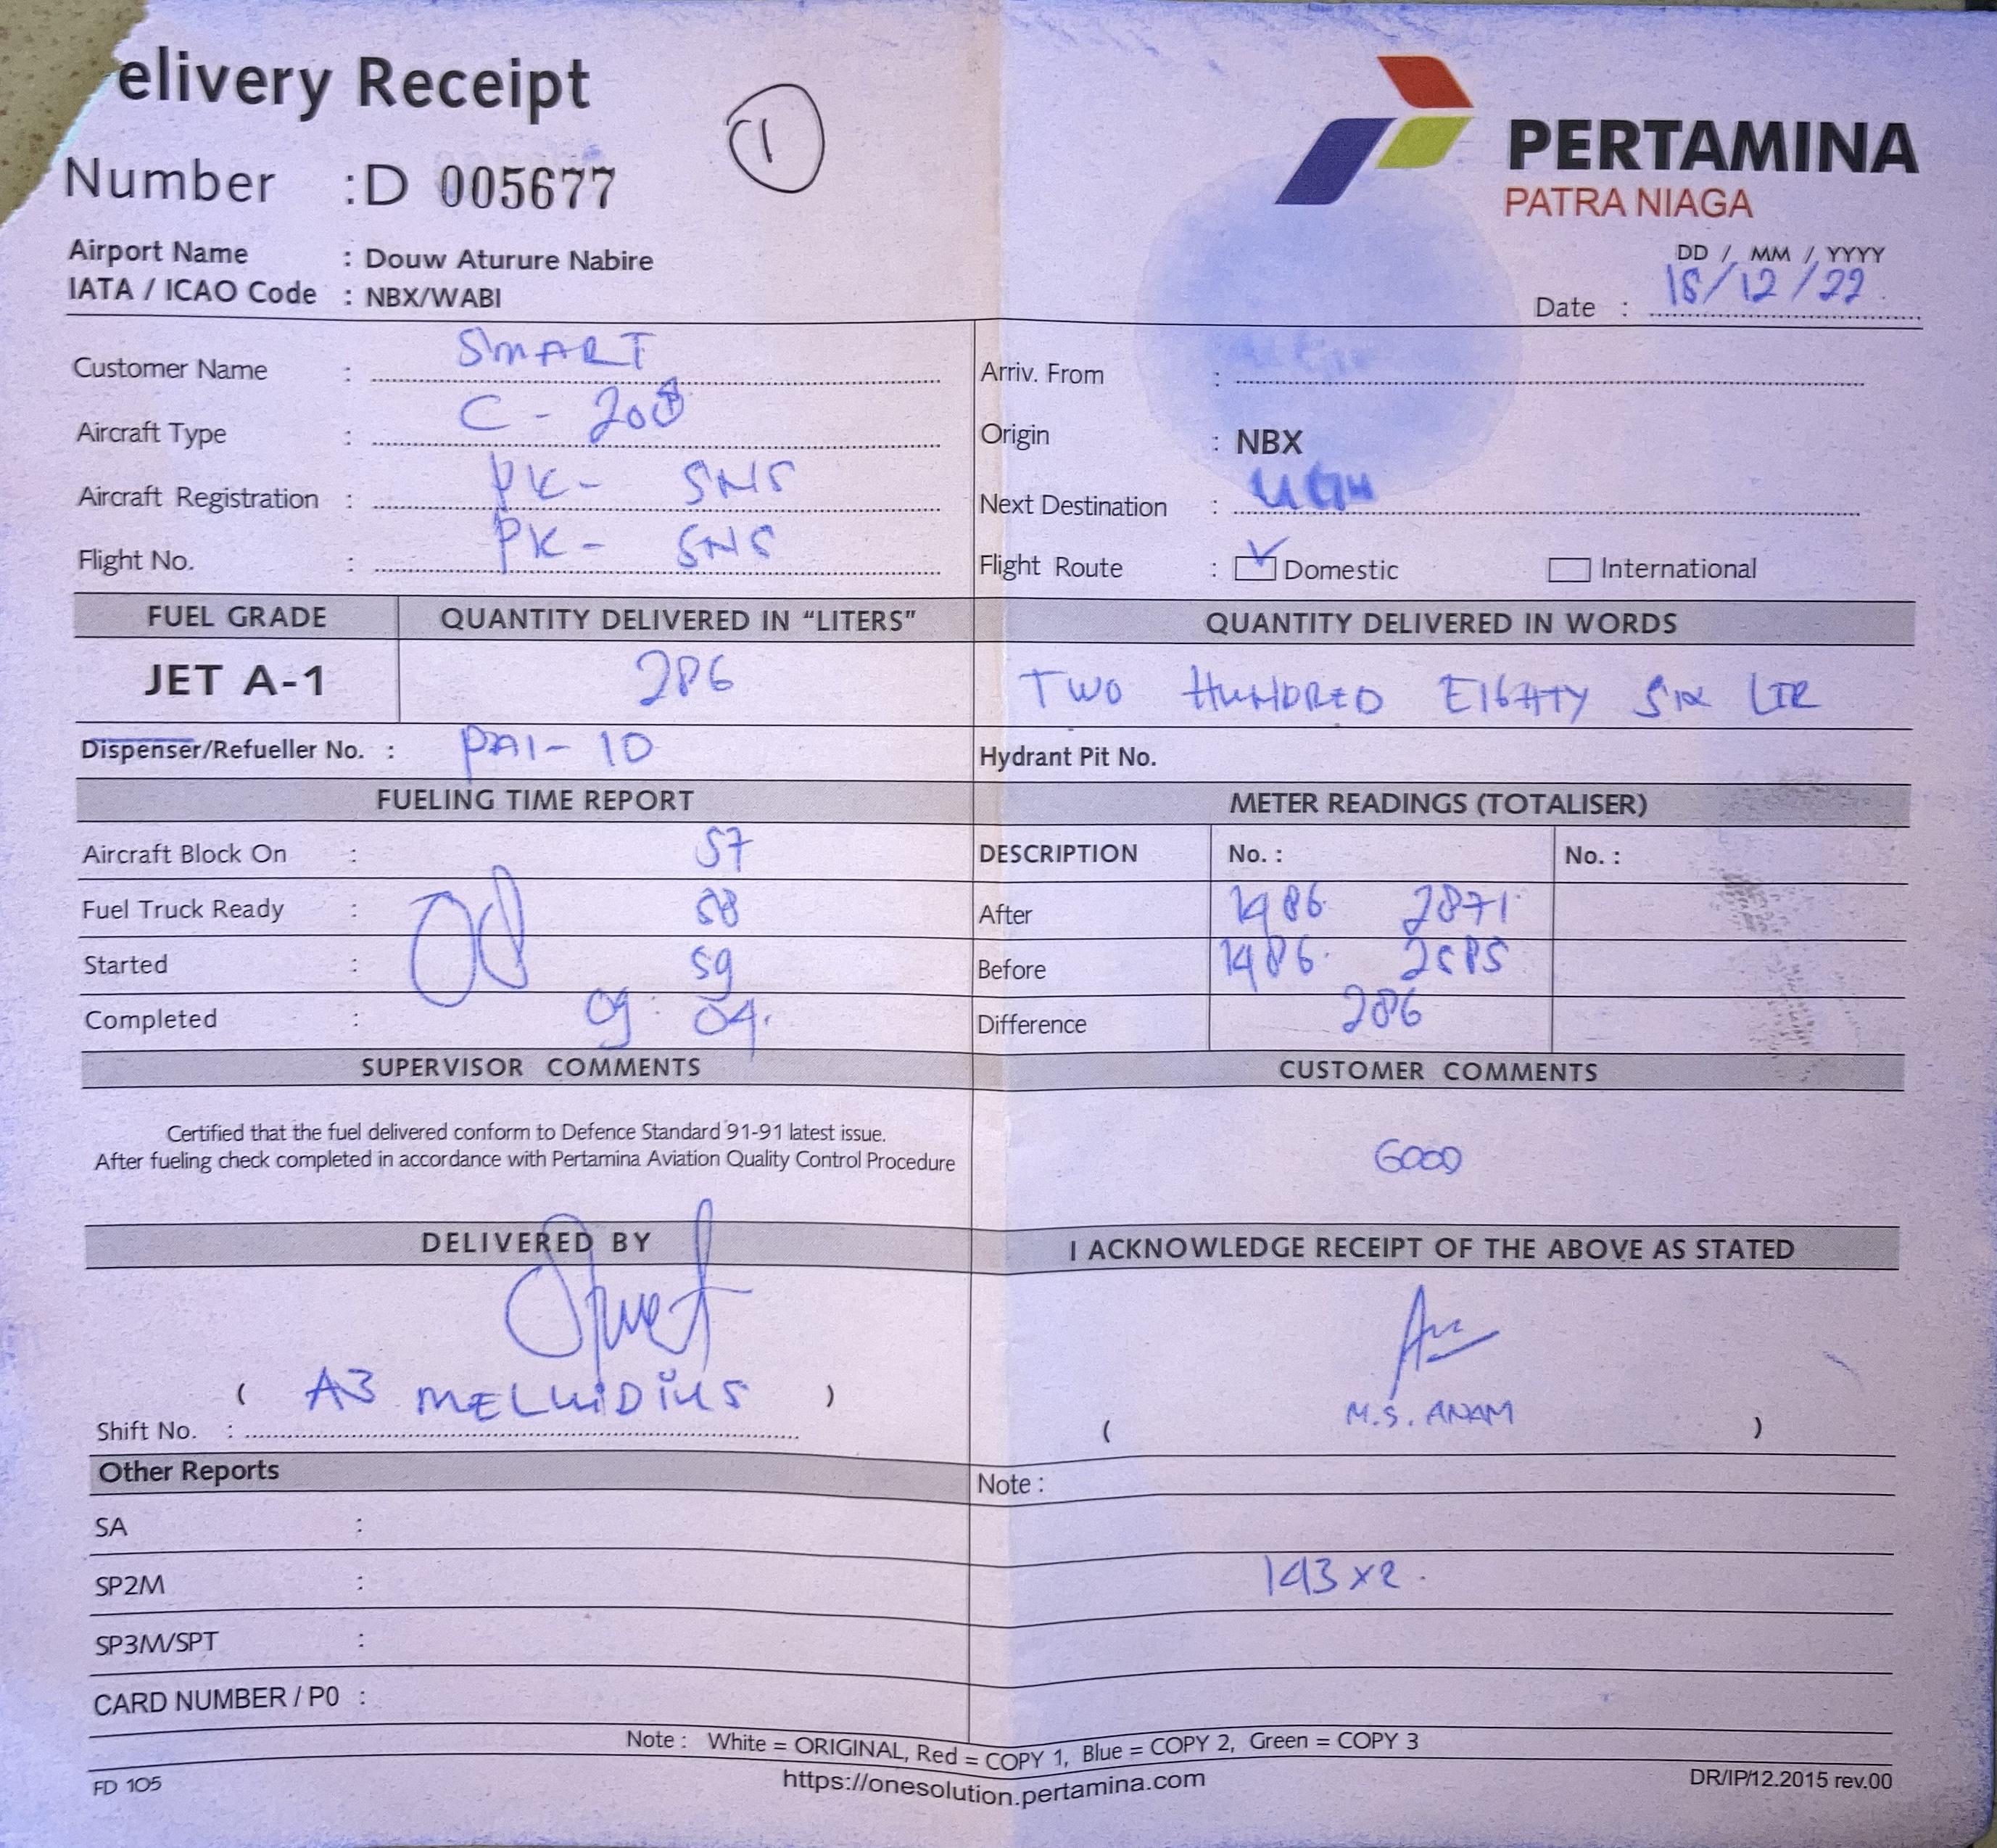 elivery Receipt
1
PERTAMINA
PATRA NIAGA
Number : D 005677
Airport Name : Douw Aturure Nabire
IATA / ICAO Code : NBX/WABI
DD / MM / YYYY
Date : /12/22
Customer Name : SMART
Arriv. From :
Aircraft Type : C - 208
Origin : NBX
Aircraft Registration : PK - SNS
Next Destination :
Flight No. : PK - SNS
Flight Route : Domestic International
FUEL GRADE QUANTITY DELIVERED IN “LITERS” QUANTITY DELIVERED IN WORDS
JET A-1 286 TWO HUNDRED EIGHTY SIX LTR
Dispenser/Refueller No. : PAI - 10 Hydrant Pit No.
FUELING TIME REPORT METER READINGS (TOTALISER)
Aircraft Block On : 57 DESCRIPTION No. : No. :
Fuel Truck Ready : 08 58 After 1486 2871
Started : 59 Before 1486 2585
Completed : 09 : 04. Difference 286
SUPERVISOR COMMENTS CUSTOMER COMMENTS
Certified that the fuel delivered conform to Defence Standard 91-91 latest issue.
After fueling check completed in accordance with Pertamina Aviation Quality Control Procedure
GOOD
DELIVERED BY I ACKNOWLEDGE RECEIPT OF THE ABOVE AS STATED
( A3 )
Shift No. :
( M.S. ANAM )
Other Reports Note :
SA :
SP2M : 143 x 2.
SP3M/SPT :
CARD NUMBER / P0 :
Note : White = ORIGINAL, Red = COPY 1, Blue = COPY 2, Green = COPY 3
FD 105 https://onesolution.pertamina.com DR/IP/12.2015 rev.00